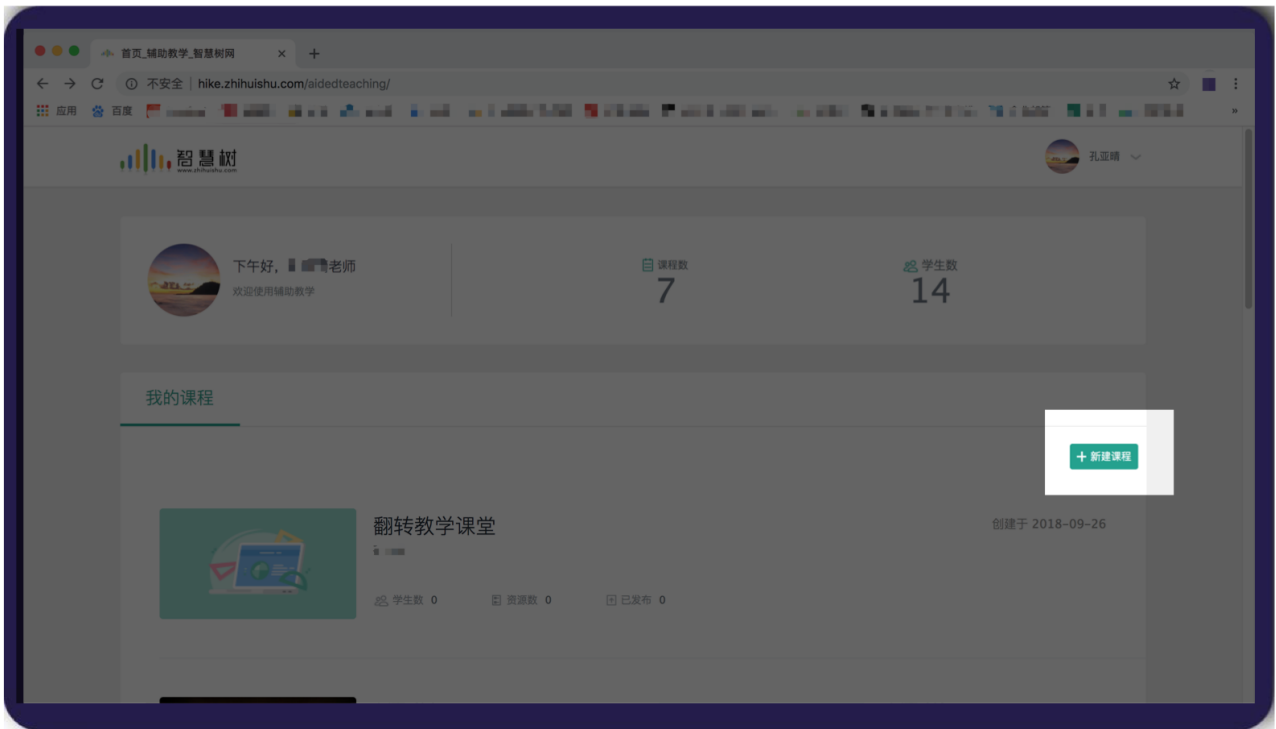 首页_辅助教学_智慧树网
不安全 | hike.zhihuishu.com/aidedteaching/
应用 百度
智慧树
www.zhihuishu.com
孔亚晴
下午好, 老师
欢迎使用辅助教学
课程数
7
学生数
14
我的课程
+ 新建课程
翻转教学课堂
创建于 2018-09-26
学生数 0 资源数 0 已发布 0